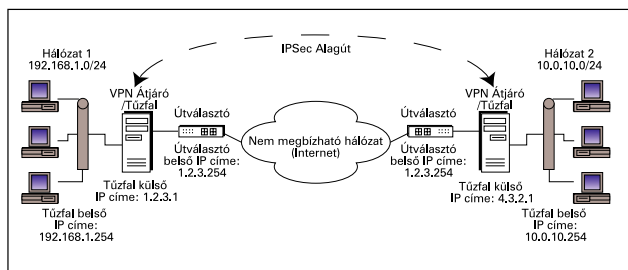 IPSec Alagút
Hálózat 1
192.168.1.0/24
VPN Átjáró
/Tűzfal
Útválasztó
Útválasztó
belső IP címe:
1.2.3.254
Tűzfal külső
IP címe: 1.2.3.1
Tűzfal belső
IP címe:
192.168.1.254
Nem megbízható hálózat
(Internet)
Hálózat 2
10.0.10.0/24
VPN Átjáró
/Tűzfal
Útválasztó
Útválasztó
belső IP címe:
1.2.3.254
Tűzfal külső
IP címe: 4.3.2.1
Tűzfal belső
IP címe:
10.0.10.254